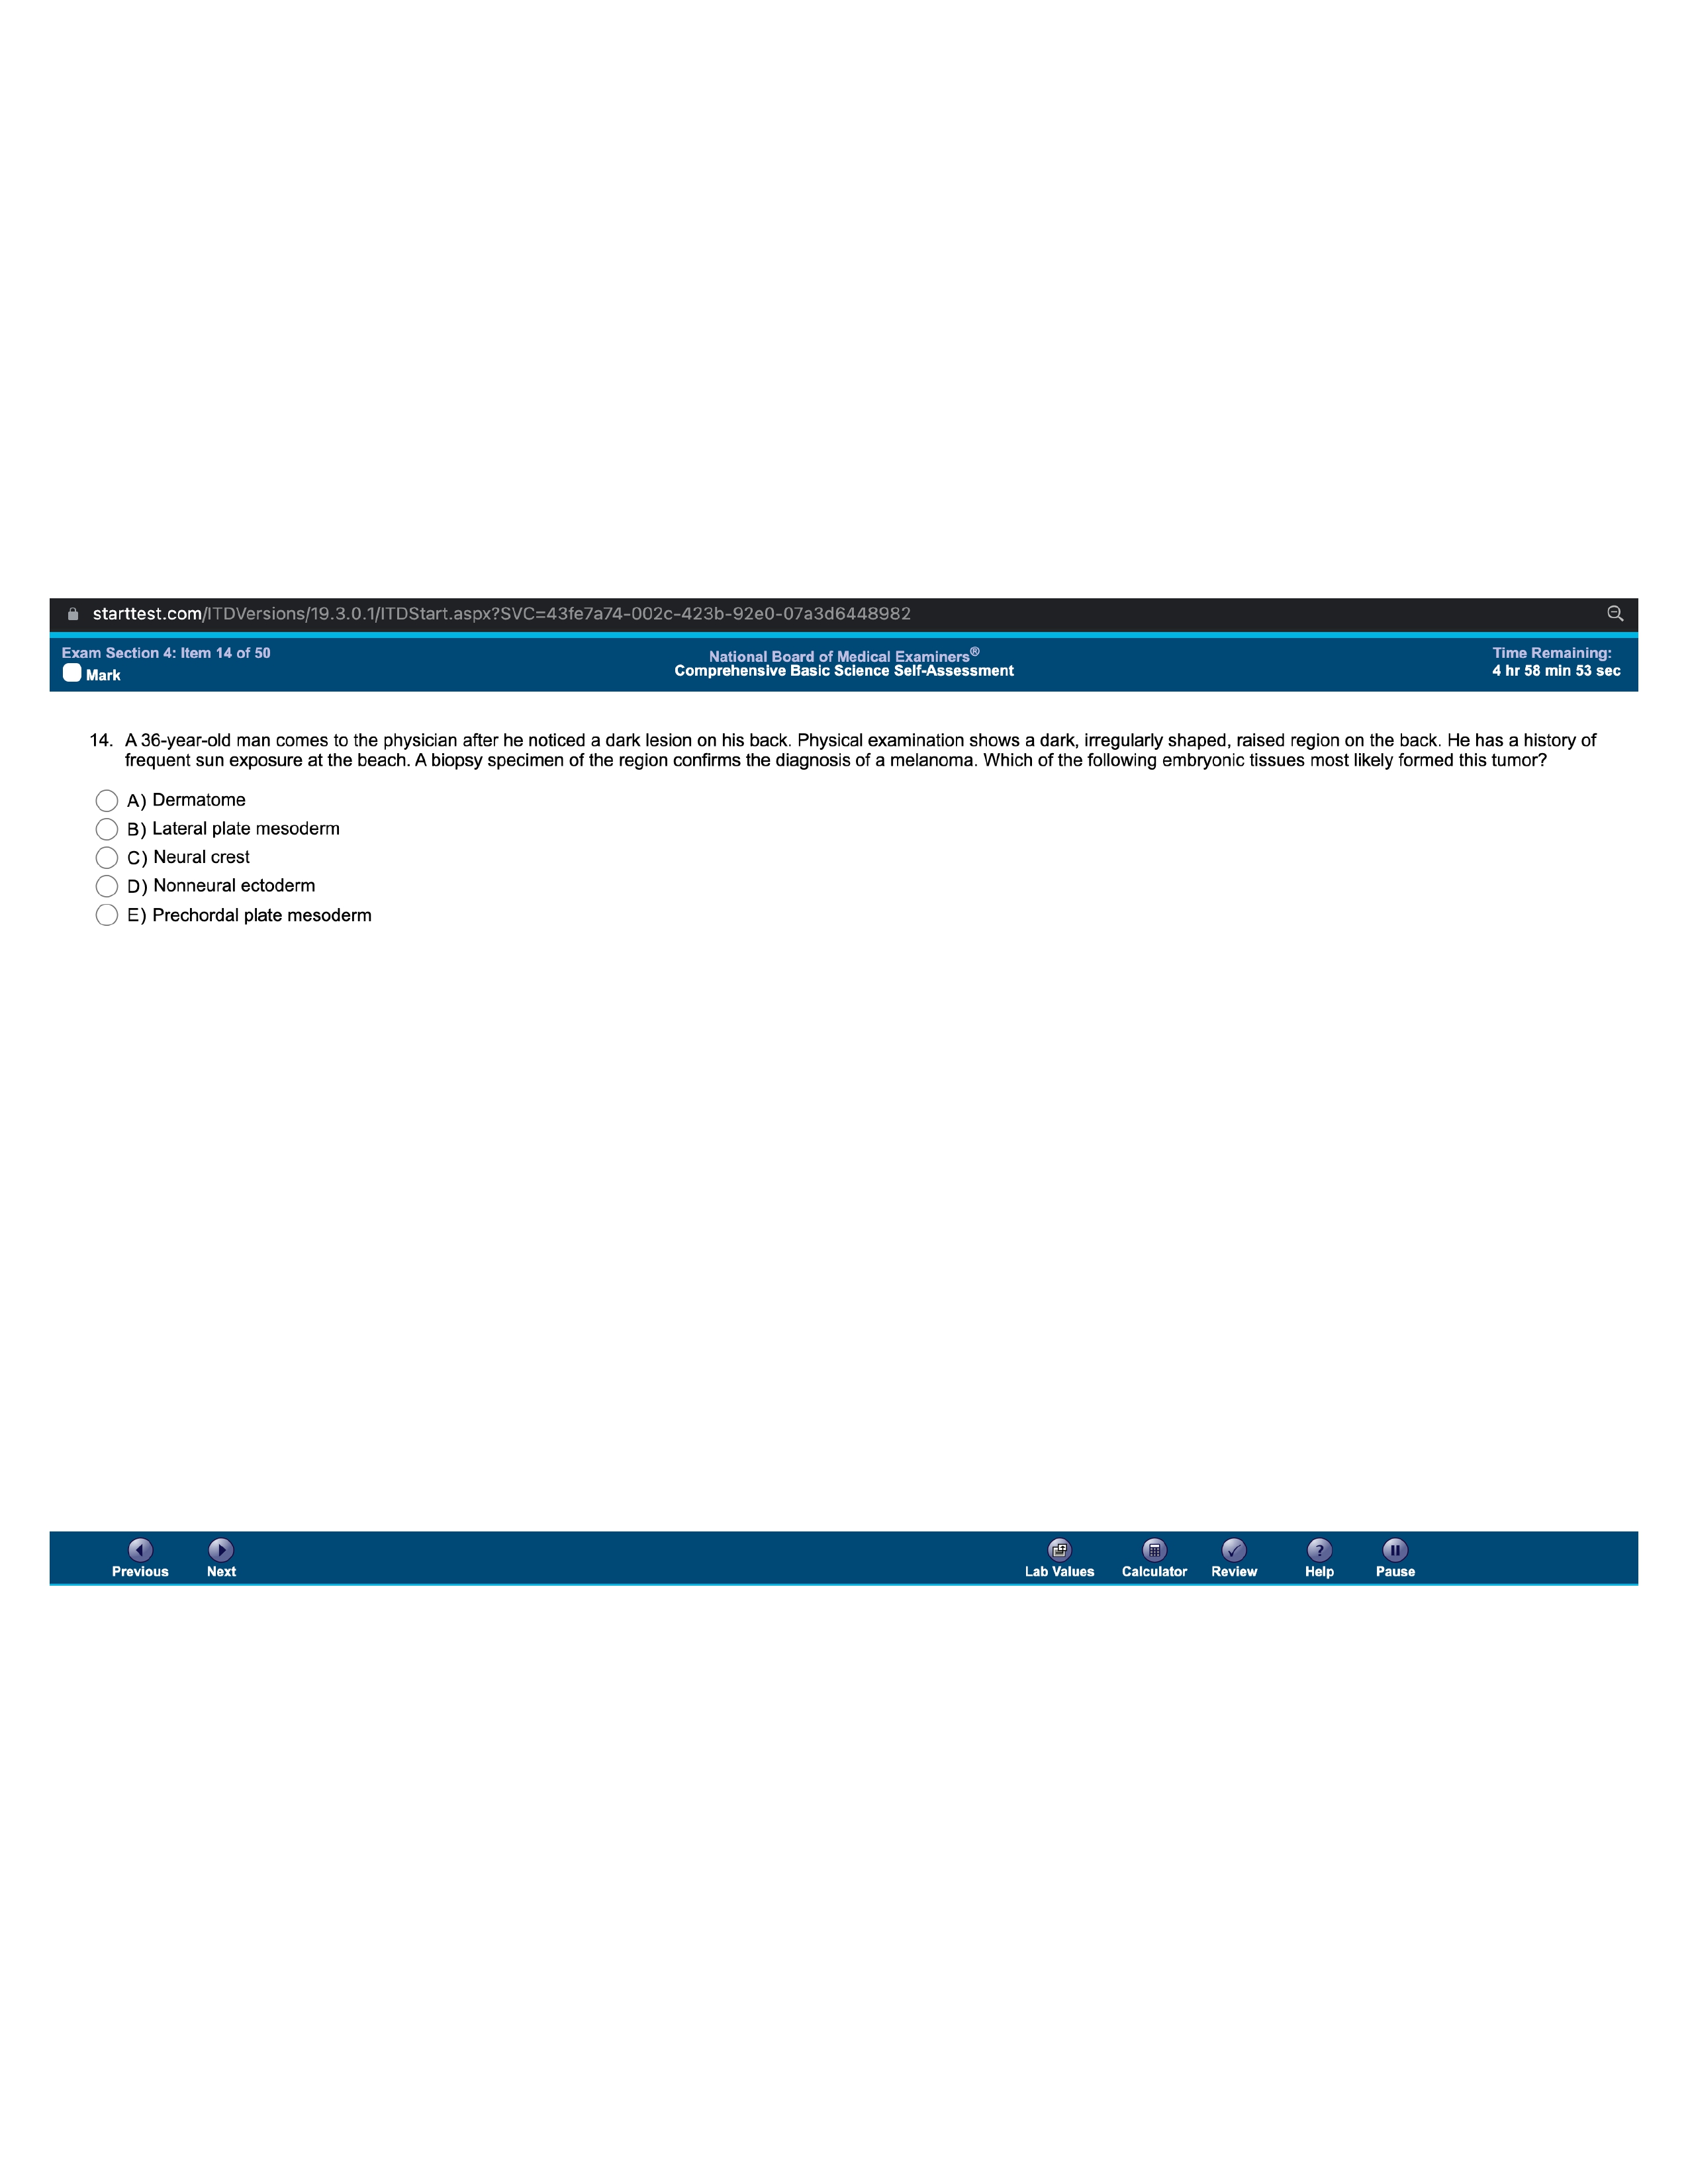 starttest.com/ITDVersions/19.3.0.1/ITDStart.aspx?SVC=43fe7a74-002c-423b-92e0-07a3d6448982
Exam Section 4: Item 14 of 50
Mark
National Board of Medical Examiners®
Comprehensive Basic Science Self-Assessment
Time Remaining:
4 hr 58 min 53 sec
14. A 36-year-old man comes to the physician after he noticed a dark lesion on his back. Physical examination shows a dark, irregularly shaped, raised region on the back. He has a history of
frequent sun exposure at the beach. A biopsy specimen of the region confirms the diagnosis of a melanoma. Which of the following embryonic tissues most likely formed this tumor?
A) Dermatome
B) Lateral plate mesoderm
C) Neural crest
D) Nonneural ectoderm
E) Prechordal plate mesoderm
Previous
Next
Lab Values
Calculator
Review
Help
Pause